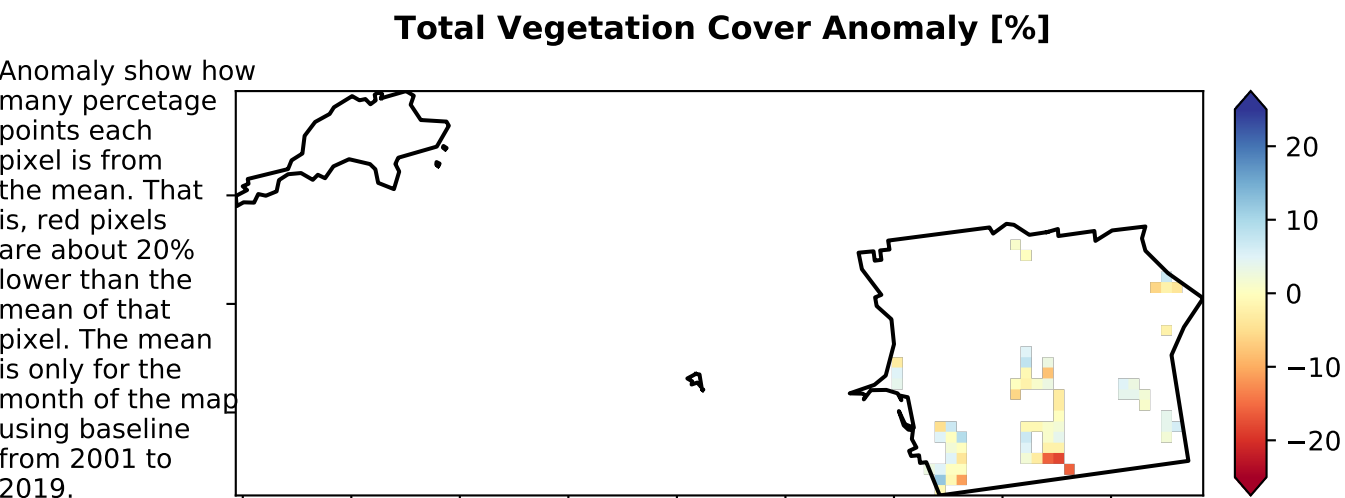 Total Vegetation Cover Anomaly [%]
Anomaly show how
many percetage
points each
pixel is from
the mean. That
is, red pixels
are about 20%
lower than the
mean of that
pixel. The mean
is only for the
month of the map
using baseline
from 2001 to
2019.
20
10
0
−10
−20